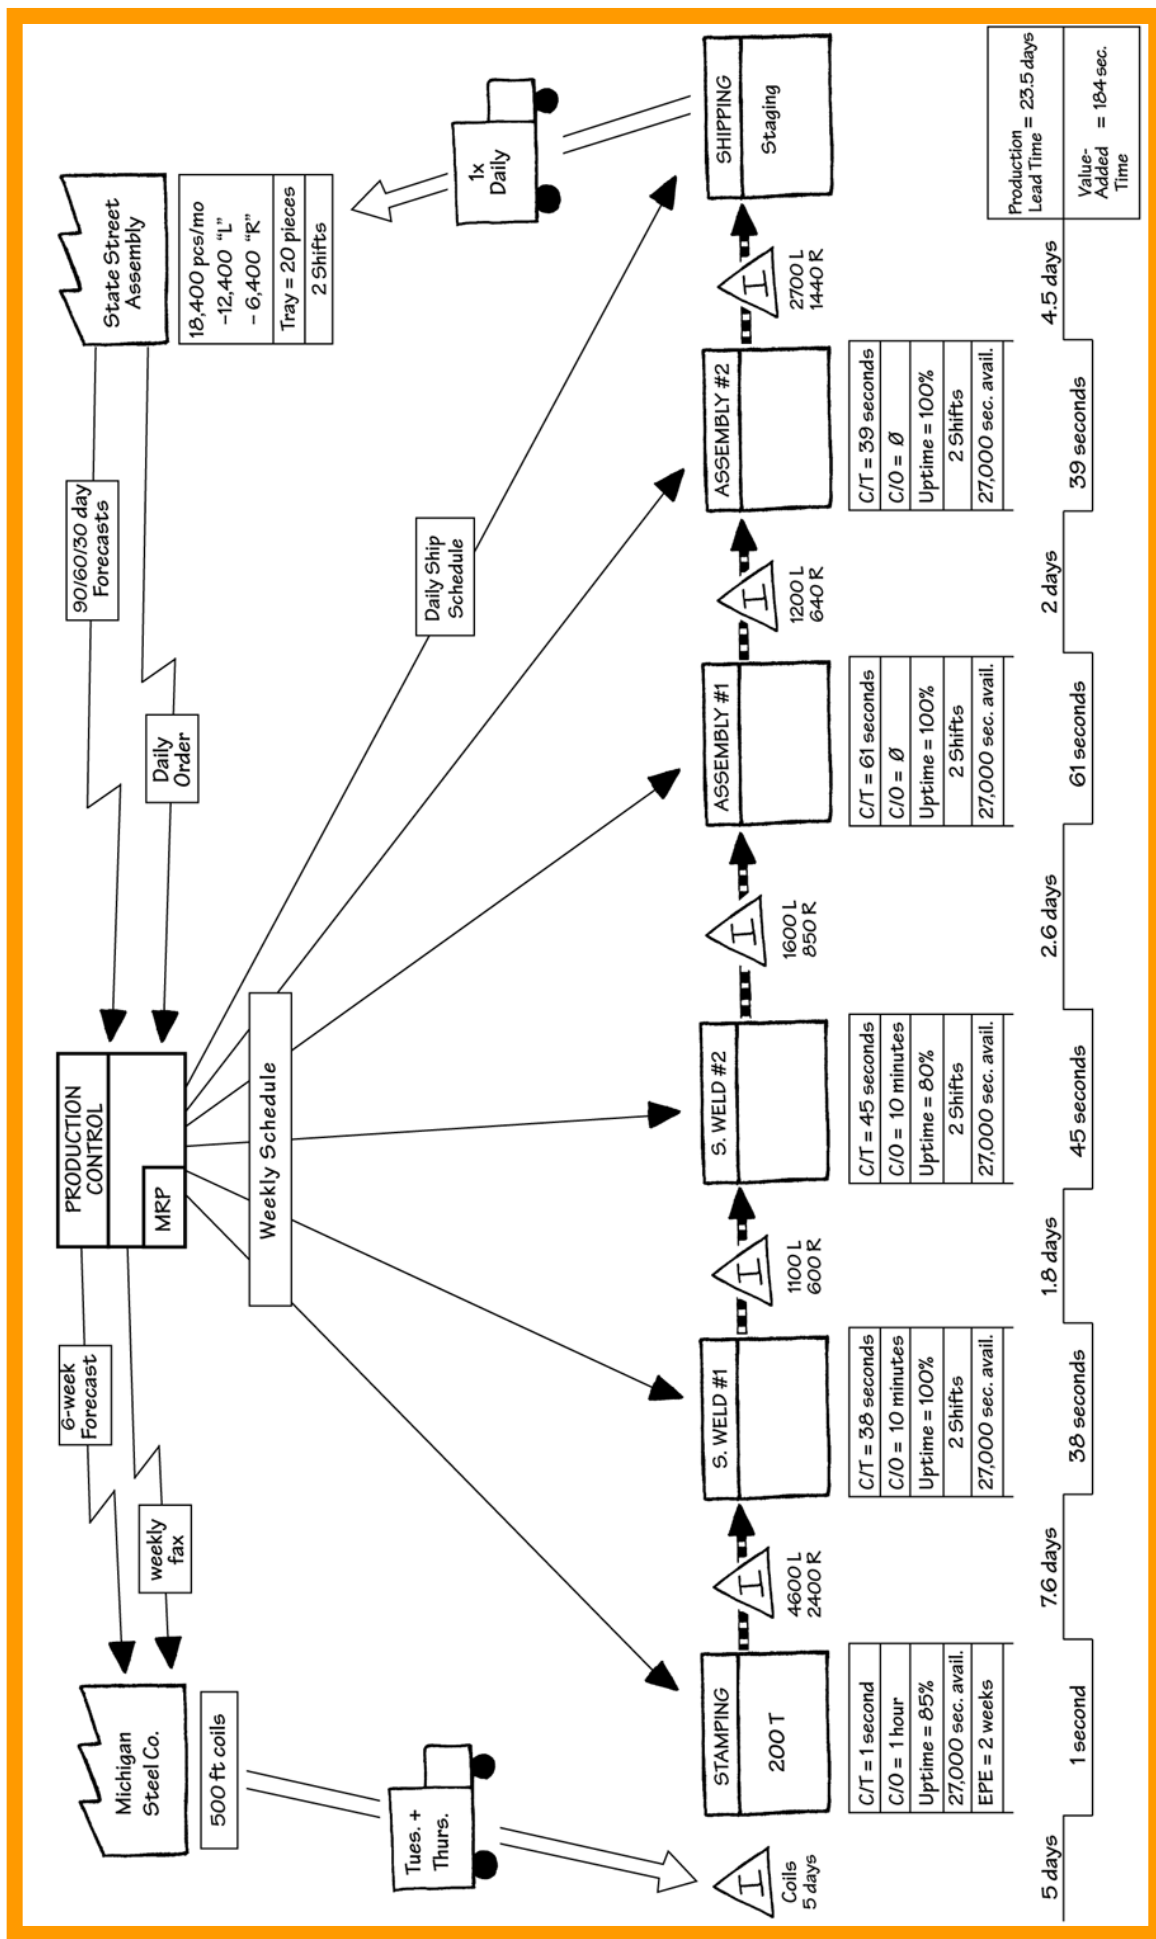 Michigan
Steel Co.
500 ft coils
Tues. +
Thurs.
6-week
Forecast
weekly
fax
PRODUCTION
CONTROL
MRP
90/60/30 day
Forecasts
Daily
Order
State Street
Assembly
18,400 pcs/mo
-12,400 "L"
- 6,400 "R"
Tray = 20 pieces
2 Shifts
1x
Daily
Weekly Schedule
Daily Ship
Schedule
I
Coils
5 days
STAMPING
200 T
C/T = 1 second
C/O = 1 hour
Uptime = 85%
27,000 sec. avail.
EPE = 2 weeks
I
4600 L
2400 R
S. WELD #1
C/T = 38 seconds
C/O = 10 minutes
Uptime = 100%
2 Shifts
27,000 sec. avail.
I
1100 L
600 R
S. WELD #2
C/T = 45 seconds
C/O = 10 minutes
Uptime = 80%
2 Shifts
27,000 sec. avail.
I
1600 L
850 R
ASSEMBLY #1
C/T = 61 seconds
C/O = Ø
Uptime = 100%
2 Shifts
27,000 sec. avail.
I
1200 L
640 R
ASSEMBLY #2
C/T = 39 seconds
C/O = Ø
Uptime = 100%
2 Shifts
27,000 sec. avail.
I
2700 L
1440 R
SHIPPING
Staging
5 days
1 second
7.6 days
38 seconds
1.8 days
45 seconds
2.6 days
61 seconds
2 days
39 seconds
4.5 days
Production
Lead Time = 23.5 days
Value-
Added = 184 sec.
Time